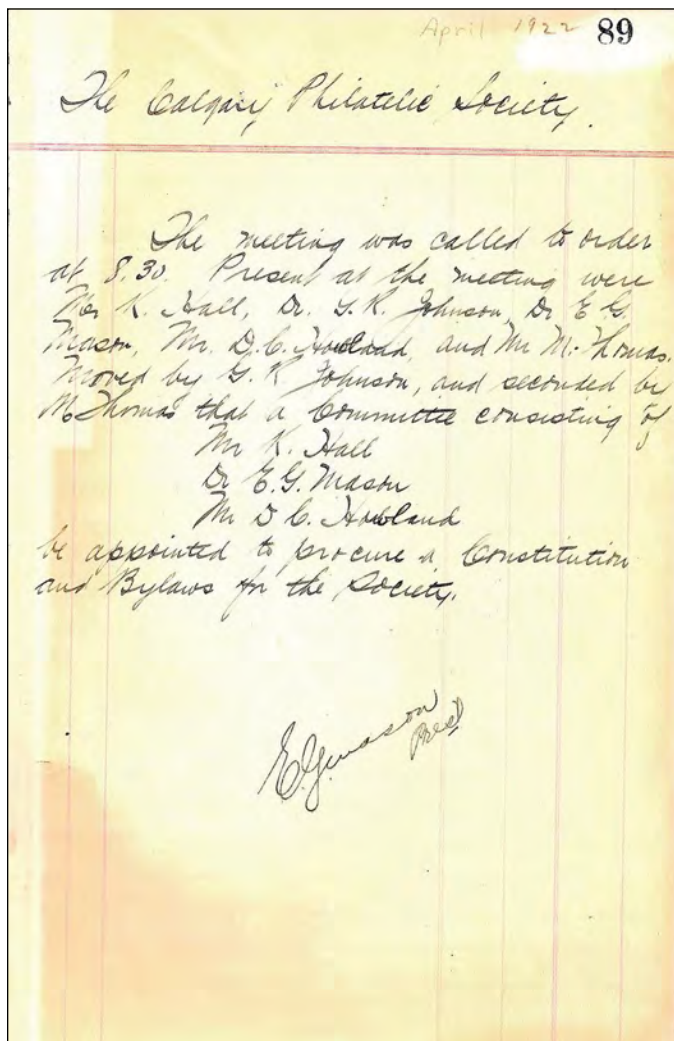 April 1922 89
The Calgary Philatelic Society.
The meeting was called to order
at 8.30. Present at the meeting were
Mr K. Hall, Dr. G. R. Johnson, Dr E G.
Mason, Mr. D. C. Howland, and Mr M. Thomas.
Moved by G. R. Johnson, and seconded by
M Thomas that a Committee consisting of
Mr K. Hall
Dr E. G. Mason
Mr D C. Howland
be appointed to procure a Constitution
and Bylaws for the Society.
E. G. Mason
Pres